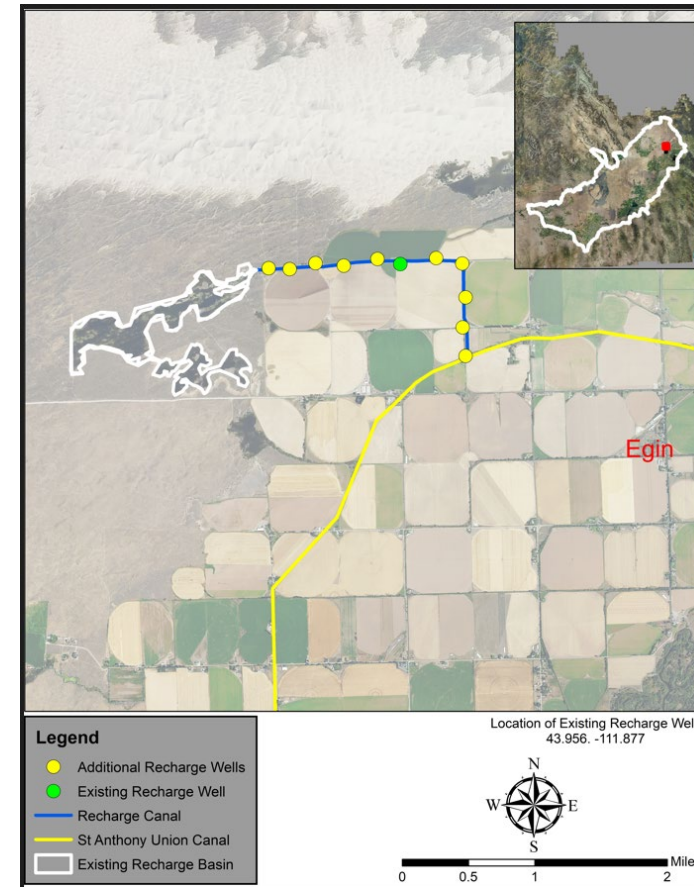 Egin
Legend
Additional Recharge Wells
Existing Recharge Well
Recharge Canal
St Anthony Union Canal
Existing Recharge Basin
Location of Existing Recharge Wel
43.956. -111.877
N
W E
S
Mile
0 0.5 1 2